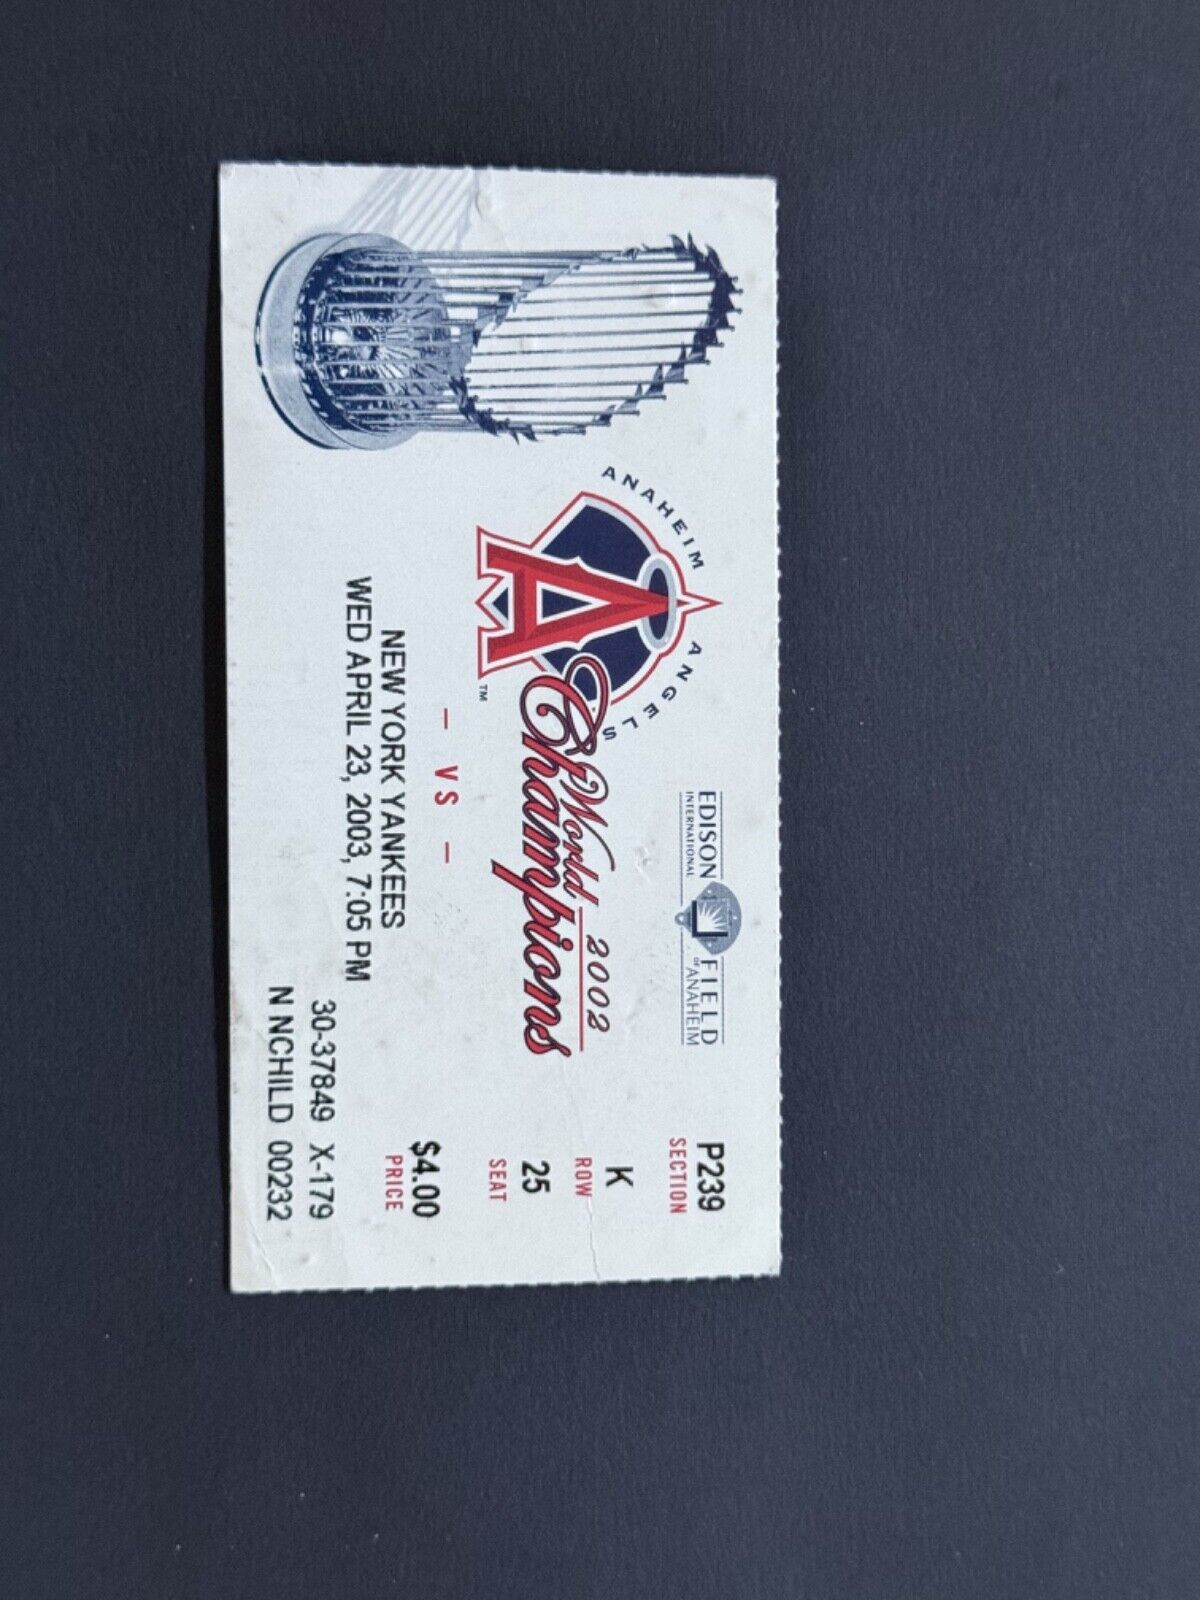 EDISON FIELD
INTERNATIONAL OF ANAHEIM
ANAHEIM ANGELS
2002
World
Champions
TM
- VS -
NEW YORK YANKEES
WED APRIL 23, 2003, 7:05 PM
P239
SECTION
K
ROW
25
SEAT
$4.00
PRICE
30-37849 X-179
N NCHILD 00232